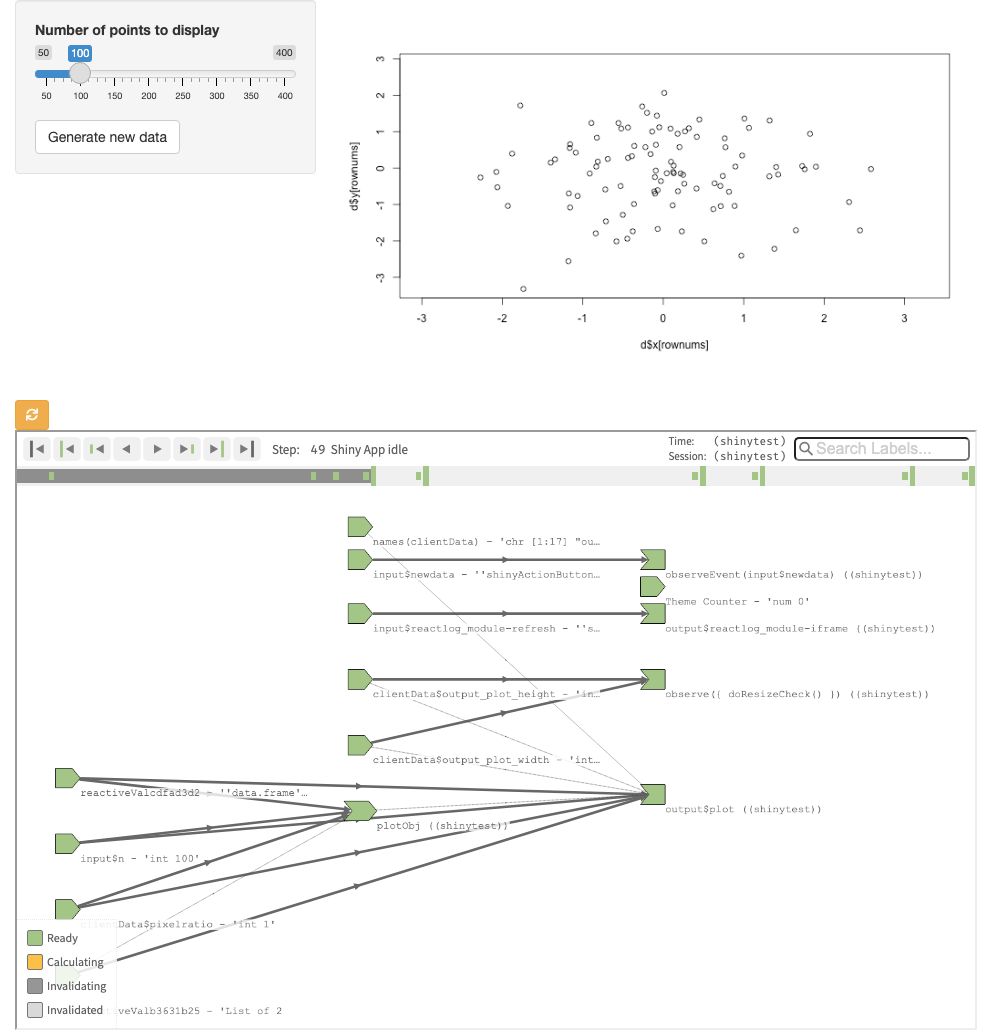 Number of points to display
50 100 400
50 100 150 200 250 300 350 400
Generate new data
3
2
1
0
-1
-2
-3
d$y[rownums]
-3 -2 -1 0 1 2 3
d$x[rownums]
Step: 49 Shiny App idle
Time: (shinytest)
Session: (shinytest)
Search Labels...
names(clientData) - 'chr [1:17] "ou…
input$newdata - ''shinyActionButton…
observeEvent(input$newdata) ((shinytest))
Theme Counter - 'num 0'
input$reactlog_module-refresh - ''s…
output$reactlog_module-iframe ((shinytest))
clientData$output_plot_height - 'in…
observe({ doResizeCheck() }) ((shinytest))
clientData$output_plot_width - 'int…
reactiveValcdfad3d2 - ''data.frame'…
output$plot ((shinytest))
plotObj ((shinytest))
input$n - 'int 100'
clientData$pixelratio - 'int 1'
Ready
Calculating
Invalidating
Invalidated
iveValb3631b25 - 'List of 2